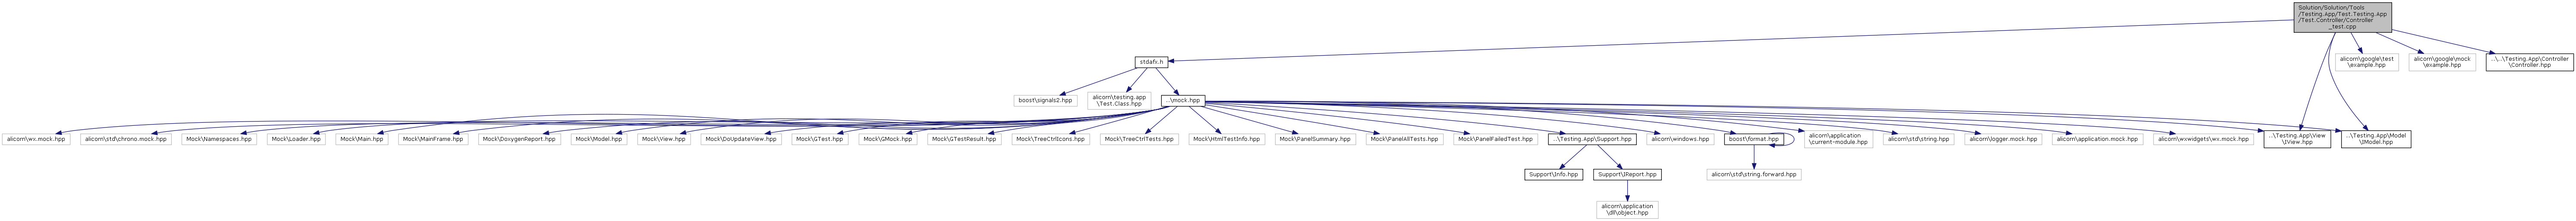 Solution/Solution/Tools
/Testing.App/Test.Testing.App
/Test.Controller/Controller
_test.cpp
stdafx.h
alicorn\google\test
\example.hpp
alicorn\google\mock
\example.hpp
..\..\Testing.App\Controller
\Controller.hpp
boost\signals2.hpp
alicorn\testing.app
\Test.Class.hpp
..\mock.hpp
alicorn\wx.mock.hpp
alicorn\std\chrono.mock.hpp
Mock\Namespaces.hpp
Mock\Loader.hpp
Mock\Main.hpp
Mock\MainFrame.hpp
Mock\DoxygenReport.hpp
Mock\Model.hpp
Mock\View.hpp
Mock\DoUpdateView.hpp
Mock\GTest.hpp
Mock\GMock.hpp
Mock\GTestResult.hpp
Mock\TreeCtrlIcons.hpp
Mock\TreeCtrlTests.hpp
Mock\HtmlTestInfo.hpp
Mock\PanelSummary.hpp
Mock\PanelAllTests.hpp
Mock\PanelFailedTest.hpp
..\Testing.App\Support.hpp
alicorn\windows.hpp
boost\format.hpp
alicorn\application
\current-module.hpp
alicorn\std\string.hpp
alicorn\logger.mock.hpp
alicorn\application.mock.hpp
alicorn\wxwidgets\wx.mock.hpp
..\Testing.App\View
\IView.hpp
..\Testing.App\Model
\IModel.hpp
Support\Info.hpp
Support\IReport.hpp
alicorn\std\string.forward.hpp
alicorn\application
\dll\object.hpp